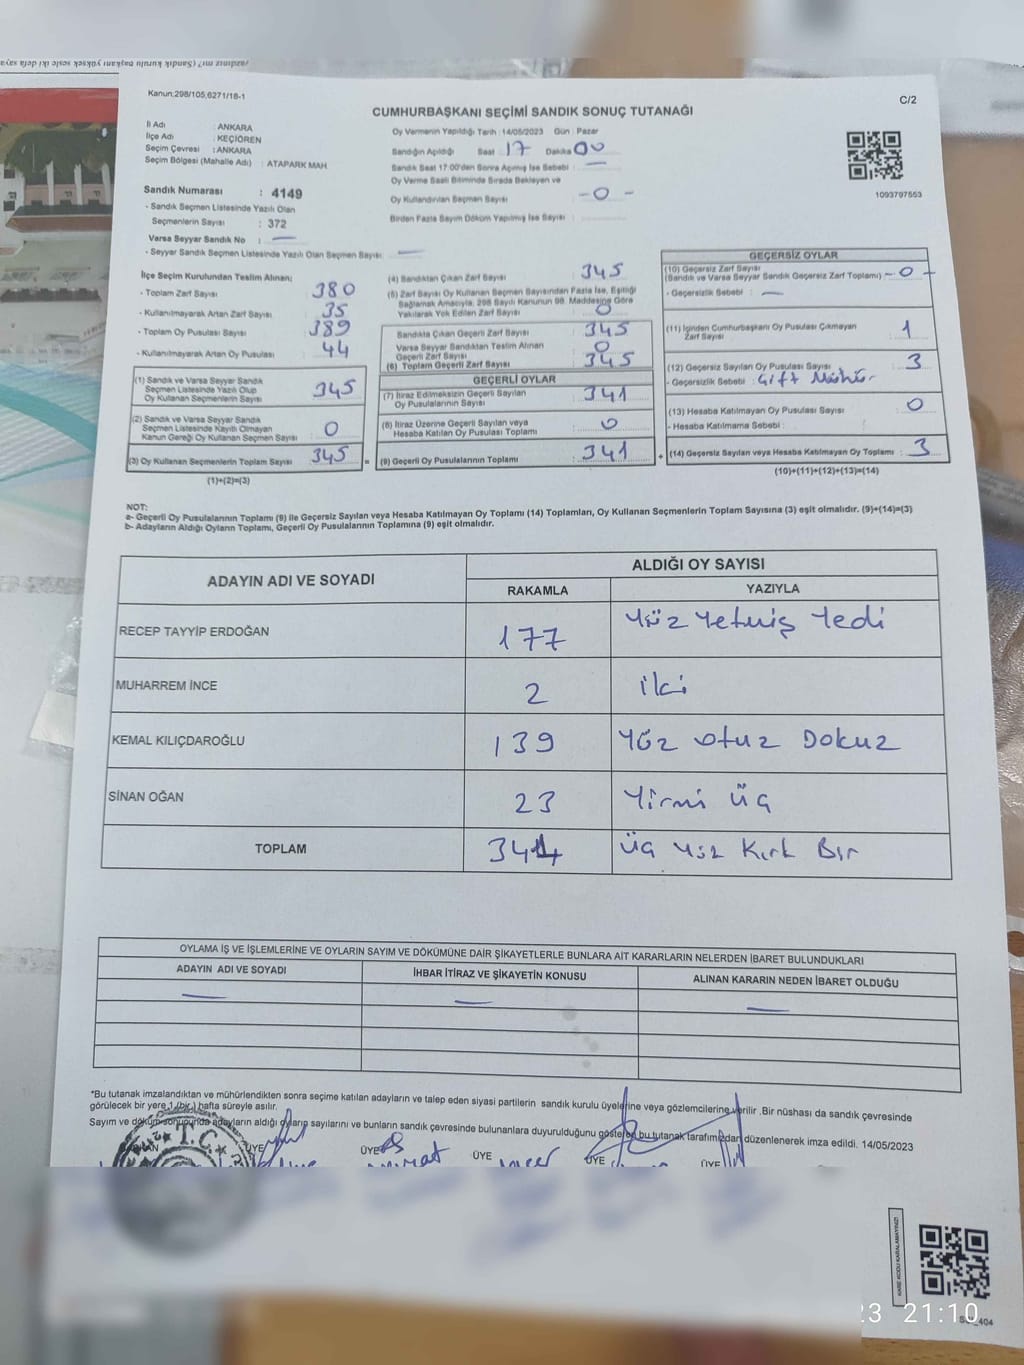 Kanun:298/105,6271/18-1
C/2
CUMHURBAŞKANI SEÇİMİ SANDIK SONUÇ TUTANAĞI
İl Adı : ANKARA
İlçe Adı : KEÇİÖREN
Seçim Çevresi : ANKARA
Seçim Bölgesi (Mahalle Adı) : ATAPARK MAH
Sandık Numarası : 4149
- Sandık Seçmen Listesinde Yazılı Olan
Seçmenlerin Sayısı : 372
Varsa Seyyar Sandık No : —
- Seyyar Sandık Seçmen Listesinde Yazılı Olan Seçmen Sayısı : —
Oy Vermenin Yapıldığı Tarih : 14/05/2023 Gün : Pazar
Sandığın Açıldığı Saat 17 Dakika 00
Sandık Saat 17:00'den Sonra Açılmış İse Sebebi : —
Oy Verme Saati Bitiminde Sırada Bekleyen ve
Oy Kullandırılan Seçmen Sayısı - 0 -
Birden Fazla Sayım Döküm Yapılmış İse Sayısı :
1093797553
İlçe Seçim Kurulundan Teslim Alınan;
- Toplam Zarf Sayısı : 380
- Kullanılmayarak Artan Zarf Sayısı : 35
- Toplam Oy Pusulası Sayısı : 389
- Kullanılmayarak Artan Oy Pusulası : 44
(1) Sandık ve Varsa Seyyar Sandık
Seçmen Listesinde Yazılı Olup
Oy Kullanan Seçmenlerin Sayısı : 345
(2) Sandık ve Varsa Seyyar Sandık
Seçmen Listesinde Kayıtlı Olmayan
Kanun Gereği Oy Kullanan Seçmen Sayısı : 0
(3) Oy Kullanan Seçmenlerin Toplam Sayısı : 345 =
(1)+(2)=(3)
(4) Sandıktan Çıkan Zarf Sayısı : 345
(5) Zarf Sayısı Oy Kullanan Seçmen Sayısından Fazla İse, Eşitliği
Sağlamak Amacıyla, 298 Sayılı Kanunun 98. Maddesine Göre
Yakılarak Yok Edilen Zarf Sayısı : 0
Sandıkta Çıkan Geçerli Zarf Sayısı : 345
Varsa Seyyar Sandıktan Teslim Alınan
Geçerli Zarf Sayısı : 0
(6) Toplam Geçerli Zarf Sayısı : 345
GEÇERLİ OYLAR
(7) İtiraz Edilmeksizin Geçerli Sayılan
Oy Pusulalarının Sayısı : 341
(8) İtiraz Üzerine Geçerli Sayılan veya
Hesaba Katılan Oy Pusulası Toplamı : 0
(9) Geçerli Oy Pusulalarının Toplamı : 341 +
GEÇERSİZ OYLAR
(10) Geçersiz Zarf Sayısı
(Sandık ve Varsa Seyyar Sandık Geçersiz Zarf Toplamı) - 0 -
- Geçersizlik Sebebi : —
(11) İçinden Cumhurbaşkanı Oy Pusulası Çıkmayan
Zarf Sayısı : 1
(12) Geçersiz Sayılan Oy Pusulası Sayısı : 3
- Geçersizlik Sebebi : Çift Mühür
(13) Hesaba Katılmayan Oy Pusulası Sayısı : 0
- Hesaba Katılmama Sebebi :
(14) Geçersiz Sayılan veya Hesaba Katılmayan Oy Toplamı : 3
(10)+(11)+(12)+(13)=(14)
NOT:
a- Geçerli Oy Pusulalarının Toplamı (9) ile Geçersiz Sayılan veya Hesaba Katılmayan Oy Toplamı (14) Toplamları, Oy Kullanan Seçmenlerin Toplam Sayısına (3) eşit olmalıdır. (9)+(14)=(3)
b- Adayların Aldığı Oyların Toplamı, Geçerli Oy Pusulalarının Toplamına (9) eşit olmalıdır.
ADAYIN ADI VE SOYADI
ALDIĞI OY SAYISI
RAKAMLA YAZIYLA
RECEP TAYYİP ERDOĞAN 177 Yüz Yetmiş Yedi
MUHARREM İNCE 2 iki
KEMAL KILIÇDAROĞLU 139 Yüz otuz Dokuz
SİNAN OĞAN 23 Yirmi üç
TOPLAM 341 Üç yüz Kırk Bir
OYLAMA İŞ VE İŞLEMLERİNE VE OYLARIN SAYIM VE DÖKÜMÜNE DAİR ŞİKAYETLERLE BUNLARA AİT KARARLARIN NELERDEN İBARET BULUNDUKLARI
ADAYIN ADI VE SOYADI İHBAR İTİRAZ VE ŞİKAYETİN KONUSU ALINAN KARARIN NEDEN İBARET OLDUĞU
— — —
*Bu tutanak imzalandıktan ve mühürlendikten sonra seçime katılan adayların ve talep eden siyasi partilerin sandık kurulu üyelerine veya gözlemcilerine verilir .Bir nüshası da sandık çevresinde
görülecek bir yere 1 (bir) hafta süreyle asılır.
Sayım ve döküm sonucunda adayların aldığı oyların sayılarını ve bunların sandık çevresinde bulunanlara duyurulduğunu gösteren bu tutanak tarafımızdan düzenlenerek imza edildi. 14/05/2023
T.C.
ÜYE ÜYE ÜYE ÜYE ÜYE
KARE KODU KARALAMAYINIZ!
23 21:10